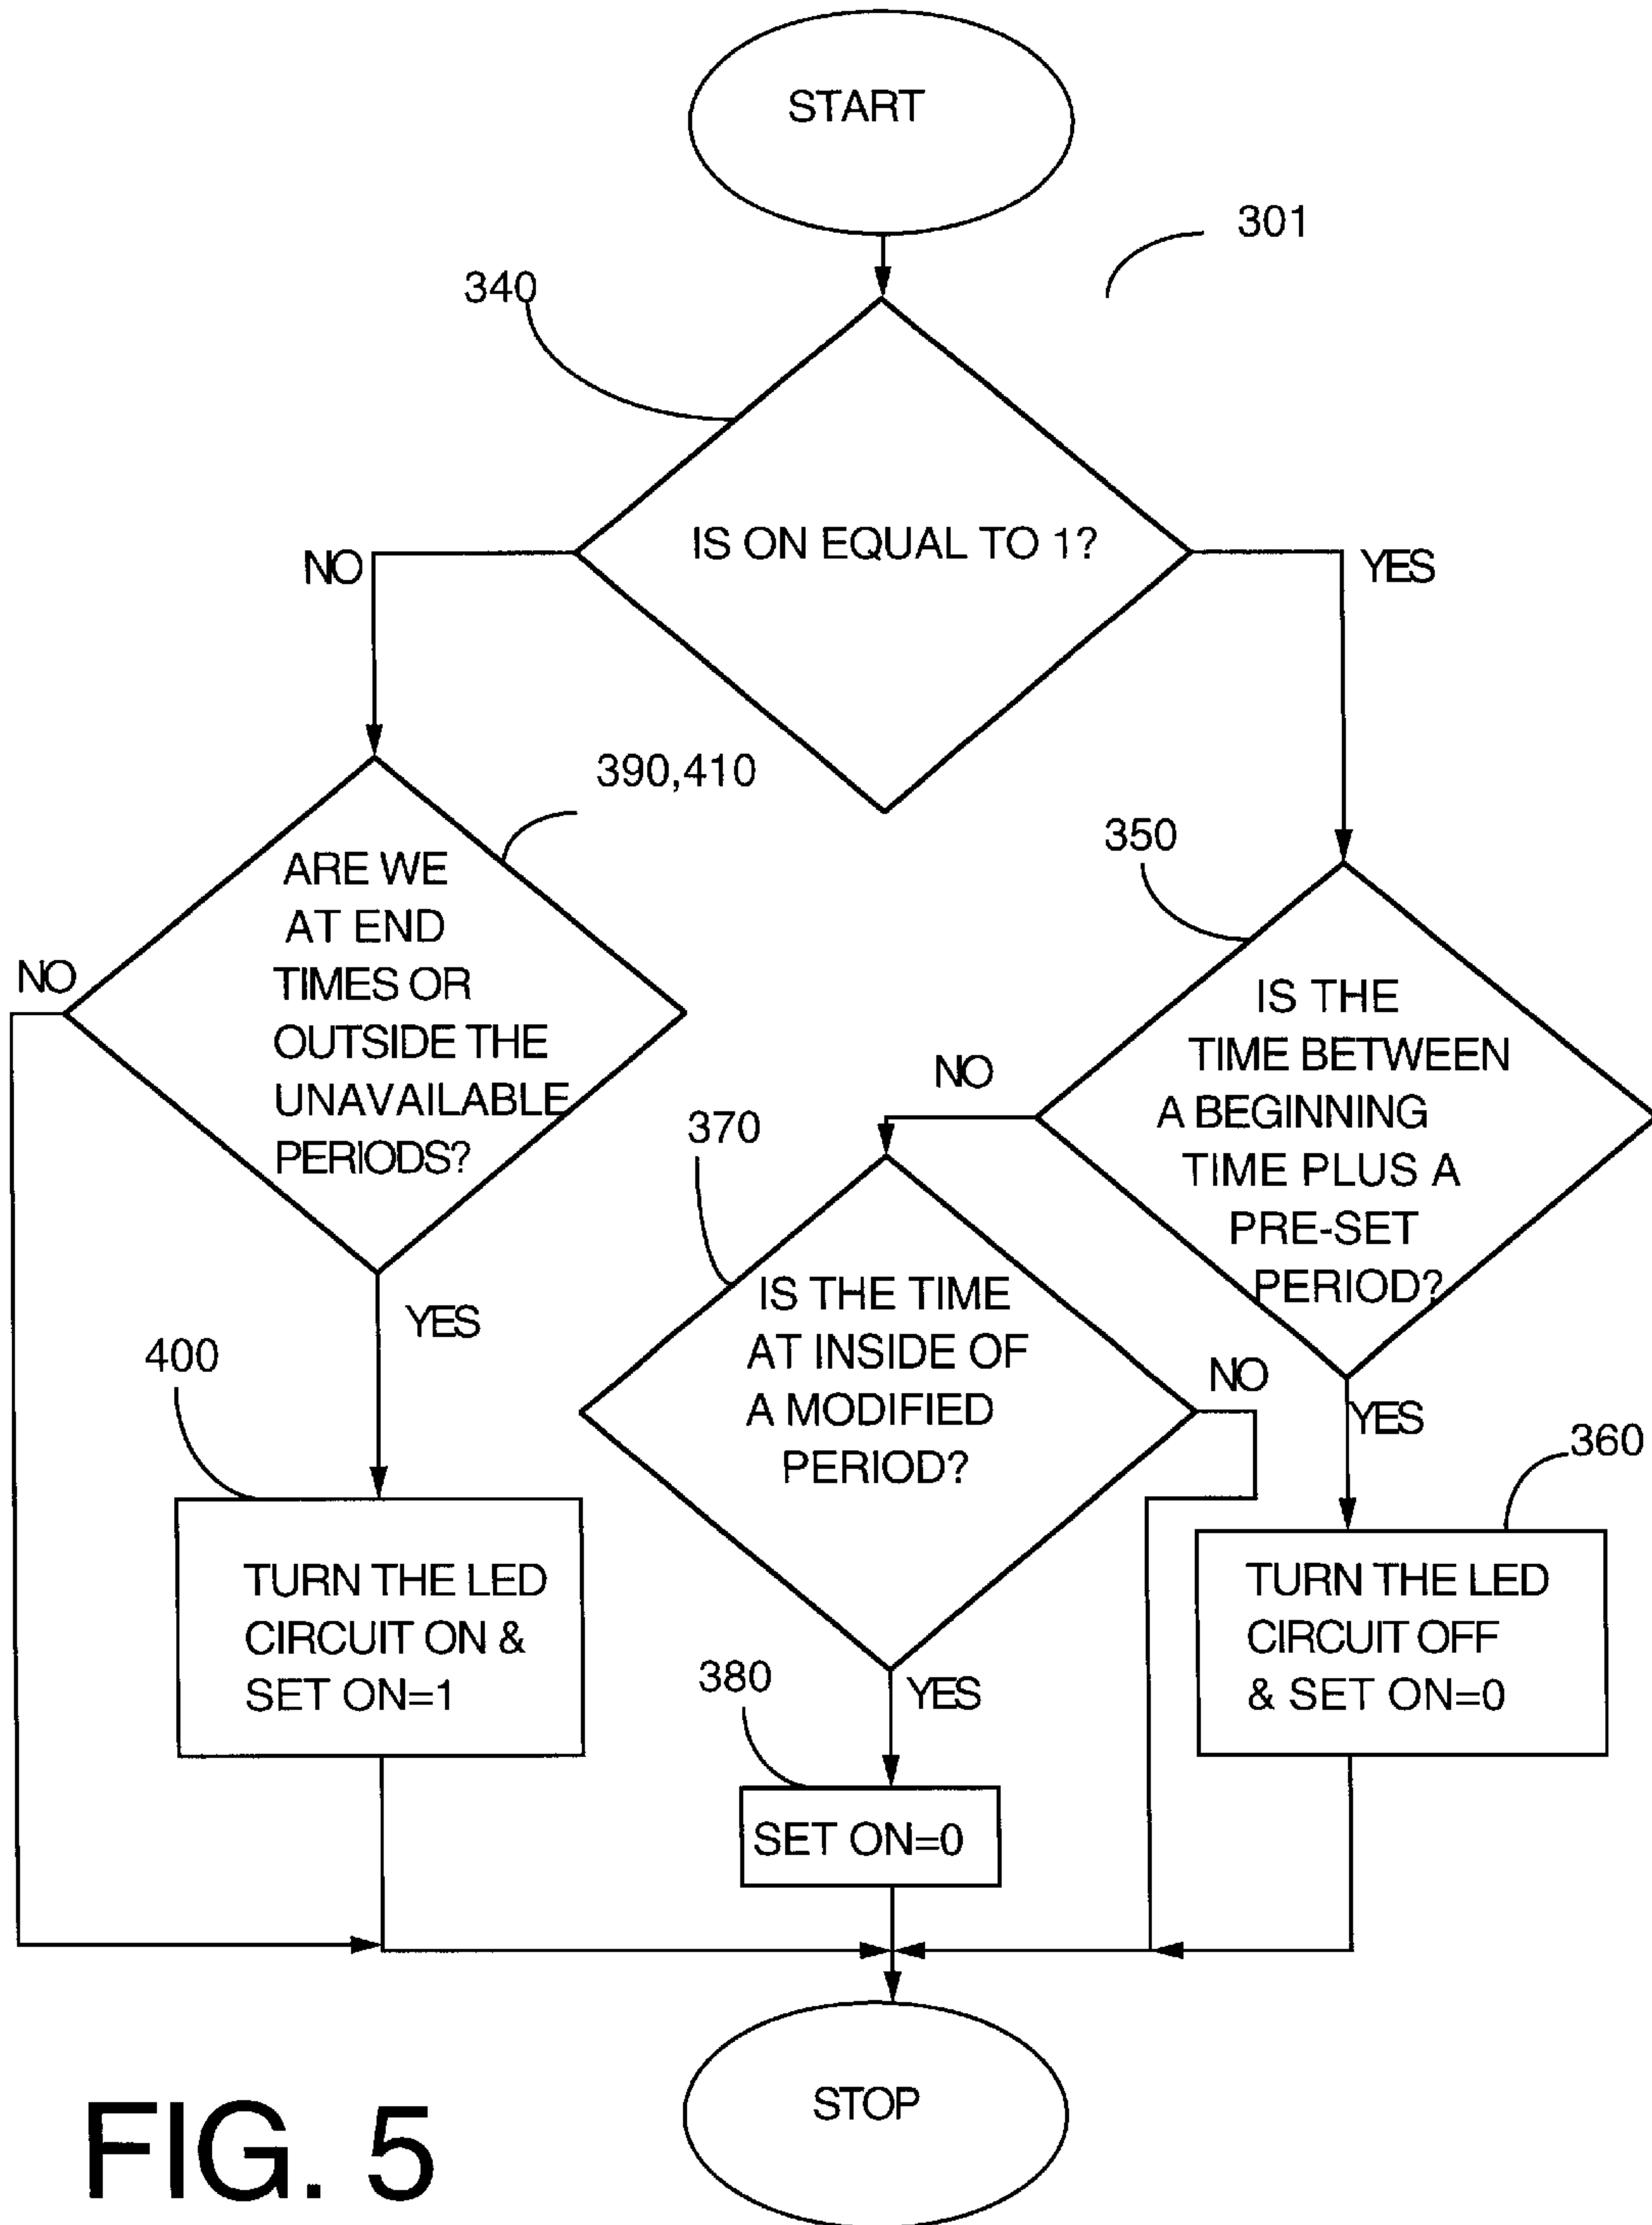 START
301
340
IS ON EQUAL TO 1?
NO
YES
390,410
ARE WE
AT END
TIMES OR
OUTSIDE THE
UNAVAILABLE
PERIODS?
NO
YES
350
IS THE
TIME BETWEEN
A BEGINNING
TIME PLUS A
PRE-SET
PERIOD?
NO
YES
370
IS THE TIME
AT INSIDE OF
A MODIFIED
PERIOD?
NO
YES
400
TURN THE LED
CIRCUIT ON &
SET ON=1
380
SET ON=0
360
TURN THE LED
CIRCUIT OFF
& SET ON=0
STOP
FIG. 5